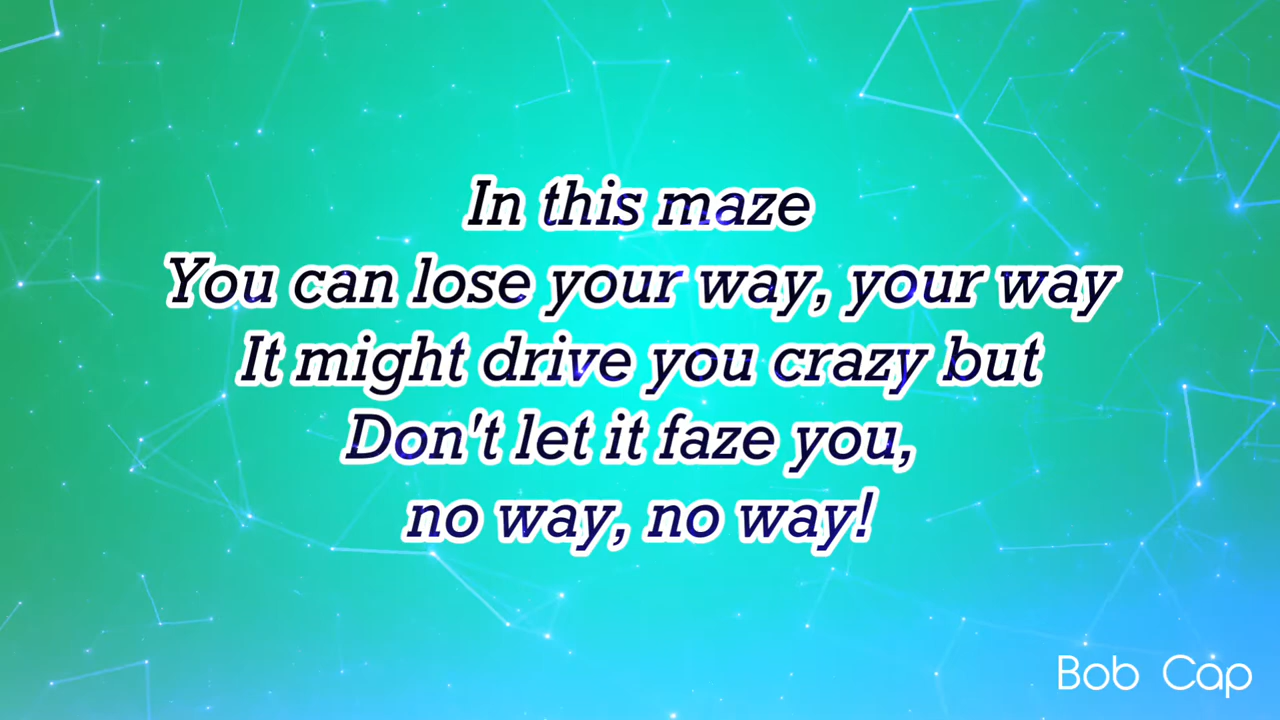 In this maze
You can lose your way, your way
It might drive you crazy but
Don't let it faze you,
no way, no way!
Bob Cap